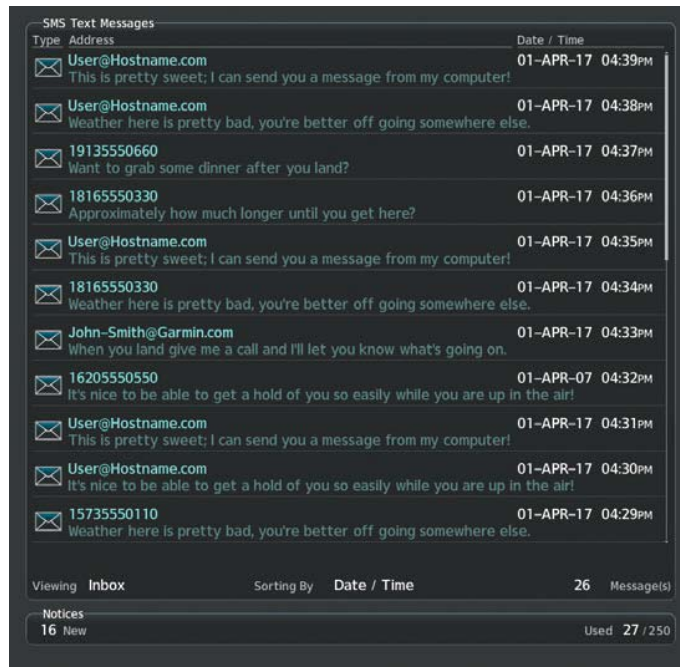 SMS Text Messages
Type Address Date / Time
User@Hostname.com 01-APR-17 04:39PM
This is pretty sweet; I can send you a message from my computer!
User@Hostname.com 01-APR-17 04:38PM
Weather here is pretty bad, you're better off going somewhere else.
19135550660 01-APR-17 04:37PM
Want to grab some dinner after you land?
18165550330 01-APR-17 04:36PM
Approximately how much longer until you get here?
User@Hostname.com 01-APR-17 04:35PM
This is pretty sweet; I can send you a message from my computer!
18165550330 01-APR-17 04:34PM
Weather here is pretty bad, you're better off going somewhere else.
John-Smith@Garmin.com 01-APR-17 04:33PM
When you land give me a call and I'll let you know what's going on.
16205550550 01-APR-07 04:32PM
It's nice to be able to get a hold of you so easily while you are up in the air!
User@Hostname.com 01-APR-17 04:31PM
This is pretty sweet; I can send you a message from my computer!
User@Hostname.com 01-APR-17 04:30PM
It's nice to be able to get a hold of you so easily while you are up in the air!
15735550110 01-APR-17 04:29PM
Weather here is pretty bad, you're better off going somewhere else.
Viewing Inbox Sorting By Date / Time 26 Message(s)
Notices
16 New Used 27 / 250